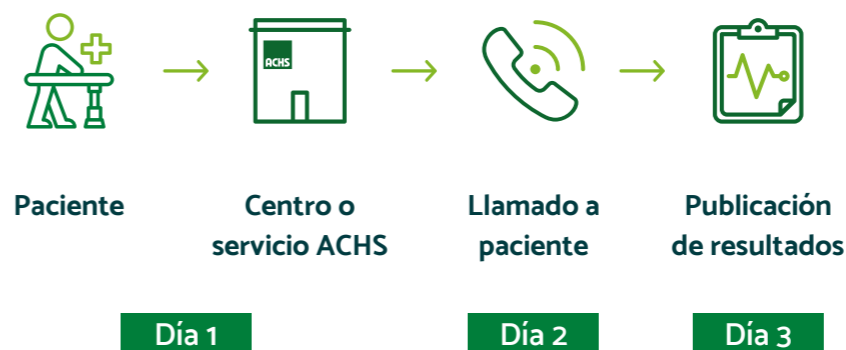 ACHS
Paciente
Centro o
servicio ACHS
Llamado a
paciente
Publicación
de resultados
Día 1
Día 2
Día 3